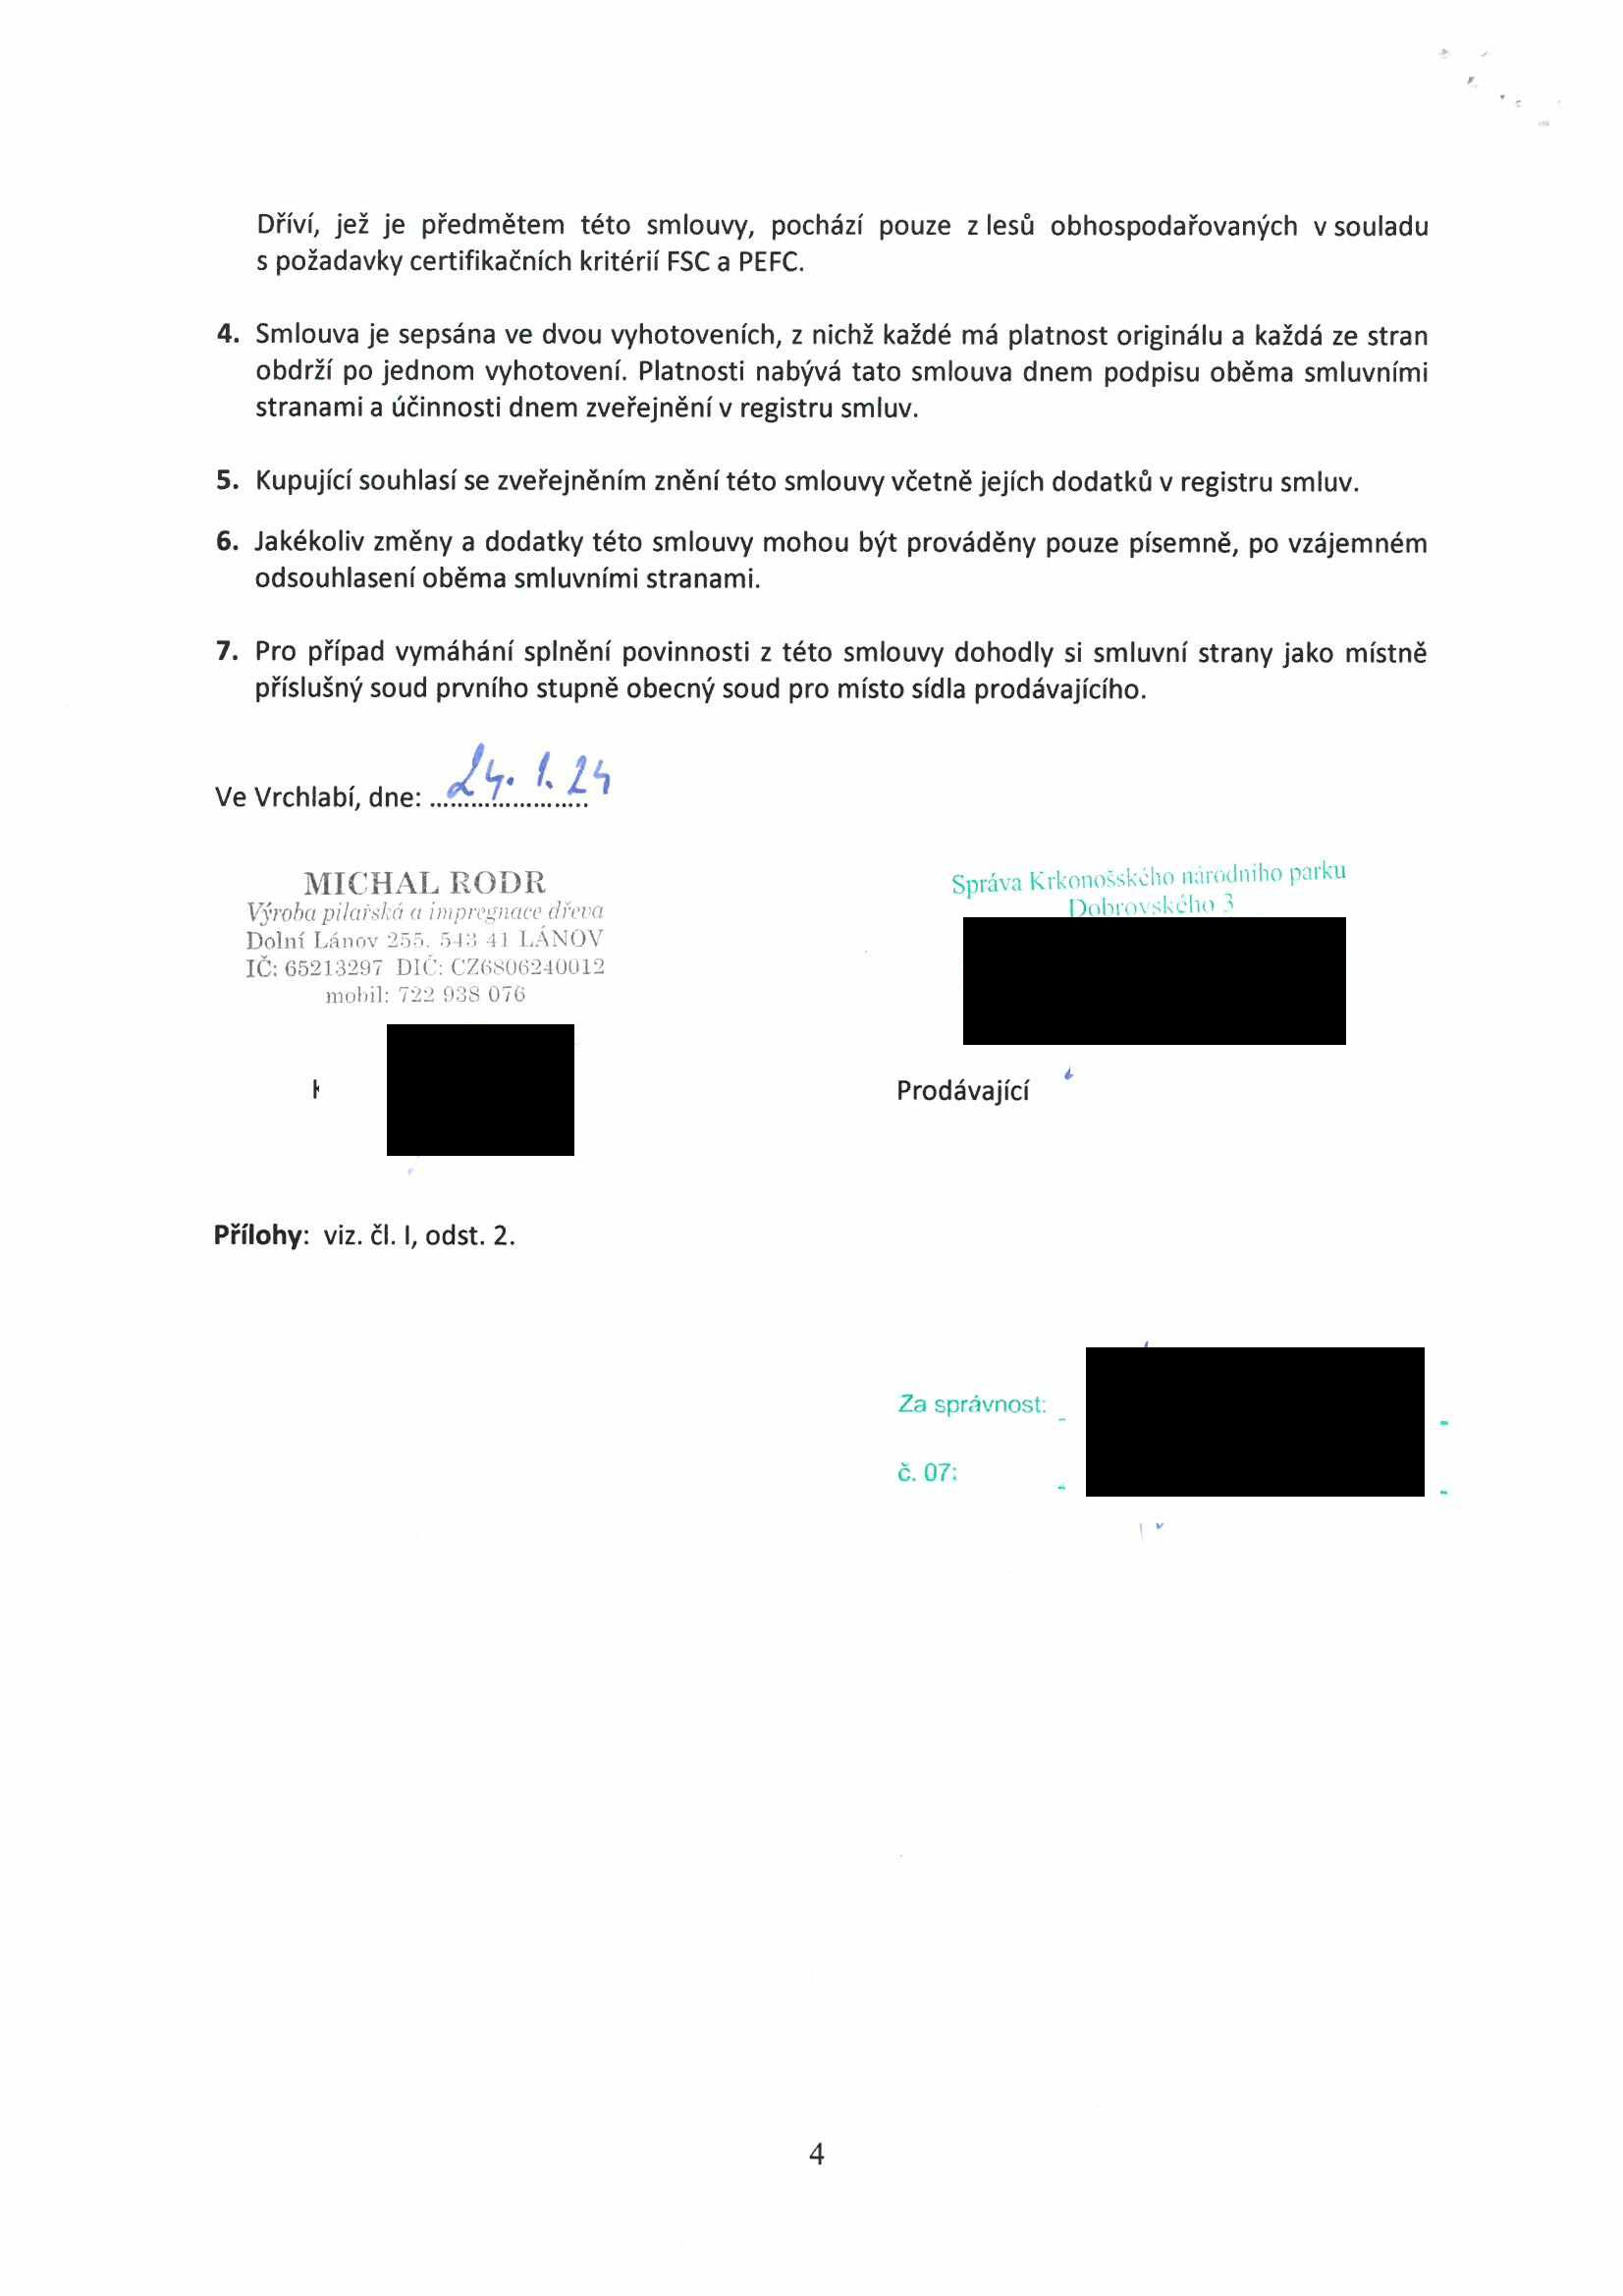 Dříví, jež je předmětem této smlouvy, pochází pouze z lesů obhospodařovaných v souladu
s požadavky certifikačních kritérií FSC a PEFC.
4. Smlouva je sepsána ve dvou vyhotoveních, z nichž každé má platnost originálu a každá ze stran
obdrží po jednom vyhotovení. Platnosti nabývá tato smlouva dnem podpisu oběma smluvními
stranami a účinnosti dnem zveřejnění v registru smluv.
5. Kupující souhlasí se zveřejněním znění této smlouvy včetně jejích dodatků v registru smluv.
6. Jakékoliv změny a dodatky této smlouvy mohou být prováděny pouze písemně, po vzájemném
odsouhlasení oběma smluvními stranami.
7. Pro případ vymáhání splnění povinnosti z této smlouvy dohodly si smluvní strany jako místně
příslušný soud prvního stupně obecný soud pro místo sídla prodávajícího.
Ve Vrchlabí, dne: 24. 1. 24
MICHAL RODR
Výroba pilařská a impregnace dřeva
Dolní Lánov 255, 543 41 LÁNOV
IČ: 65213297 DIČ: CZ6806240012
mobil: 722 938 076
Správa Krkonošského národního parku
Dobrovského 3
Prodávající
Přílohy: viz. čl. I, odst. 2.
Za správnost:
č. 07:
4